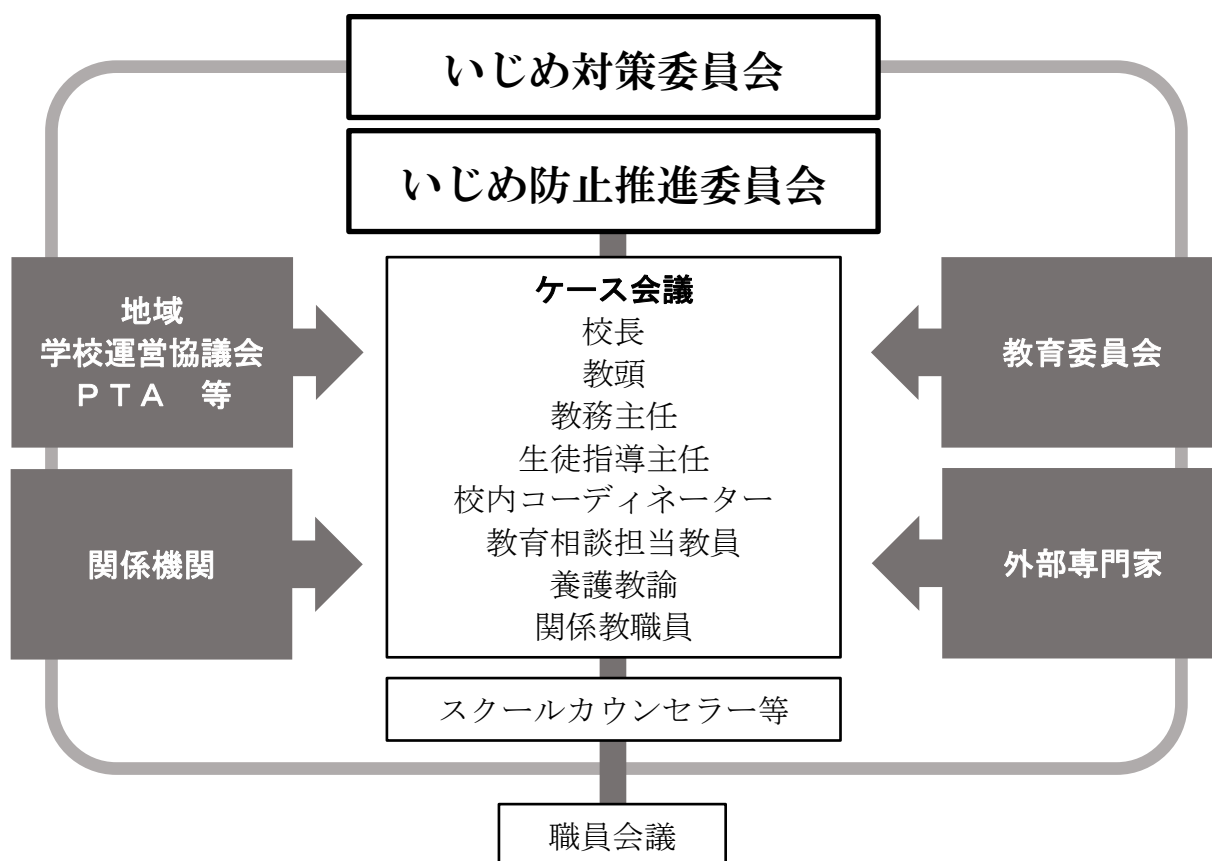 いじめ対策委員会
いじめ防止推進委員会
地域
学校運営協議会
ＰＴＡ　等
関係機関
ケース会議
校長
教頭
教務主任
生徒指導主任
校内コーディネーター
教育相談担当教員
養護教諭
関係教職員
スクールカウンセラー等
教育委員会
外部専門家
職員会議